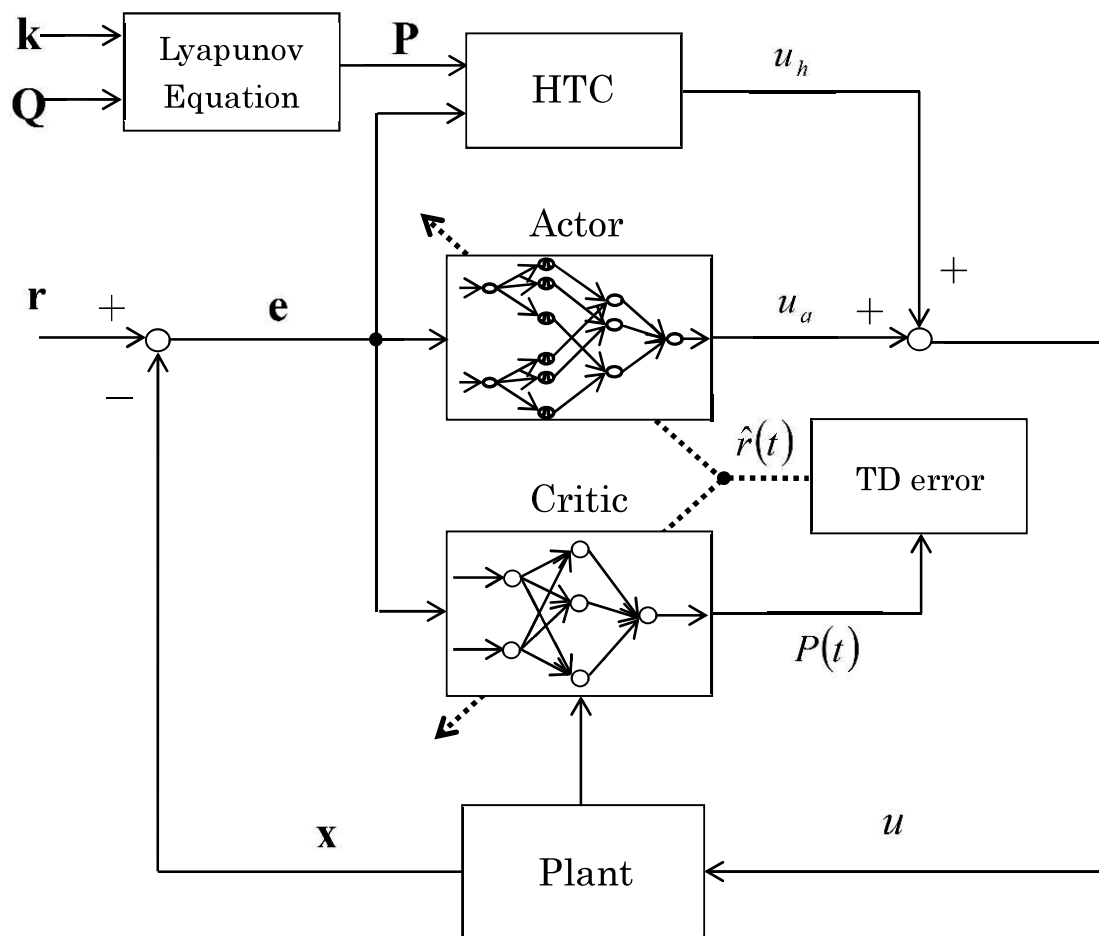 k
Q
Lyapunov
Equation
P
HTC
u_h
Actor
r
+
−
e
u_a
+
+
r̂(t)
TD error
Critic
P(t)
x
Plant
u